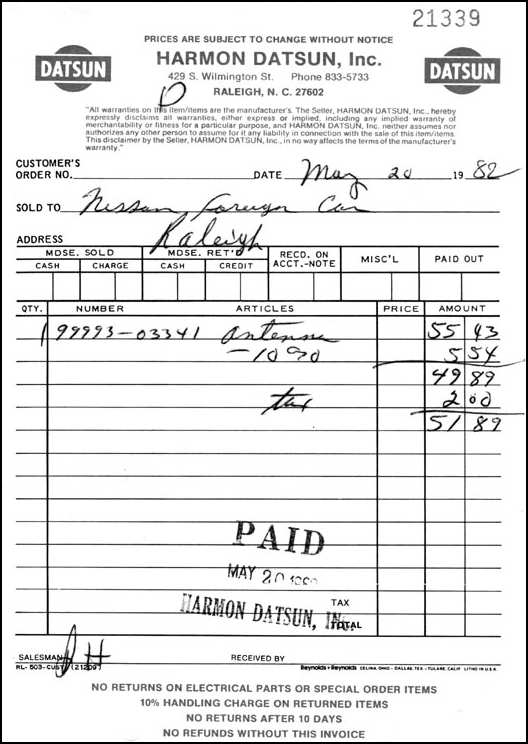 21339
PRICES ARE SUBJECT TO CHANGE WITHOUT NOTICE
DATSUN
HARMON DATSUN, Inc.
DATSUN
429 S. Wilmington St. Phone 833-5733
RALEIGH, N. C. 27602
"All warranties on this item/items are the manufacturer's. The Seller, HARMON DATSUN, Inc., hereby
expressly disclaims all warranties, either express or implied, including any implied warranty of
merchantability or fitness for a particular purpose, and HARMON DATSUN, Inc. neither assumes nor
authorizes any other person to assume for it any liability in connection with the sale of this item/items.
This disclaimer by the Seller, HARMON DATSUN, Inc., in no way affects the terms of the manufacturer's
warranty."
CUSTOMER'S
ORDER NO. DATE May 20 1982
SOLD TO Nissan Foreign Car
ADDRESS Raleigh
MDSE. SOLD MDSE. RET'D RECD. ON ACCT.-NOTE MISC'L PAID OUT
CASH CHARGE CASH CREDIT
QTY. NUMBER ARTICLES PRICE AMOUNT
1 99993-03341 Antenna 55 43
-10% 5 54
49 89
tax 2 00
51 89
PAID
MAY 20
HARMON DATSUN, INC.
TAX
TOTAL
SALESMAN H RECEIVED BY
RL-503-CUST (21209) Reynolds + Reynolds CELINA, OHIO - DALLAS, TEX. - TULARE, CALIF. LITHO IN U.S.A.
NO RETURNS ON ELECTRICAL PARTS OR SPECIAL ORDER ITEMS
10% HANDLING CHARGE ON RETURNED ITEMS
NO RETURNS AFTER 10 DAYS
NO REFUNDS WITHOUT THIS INVOICE